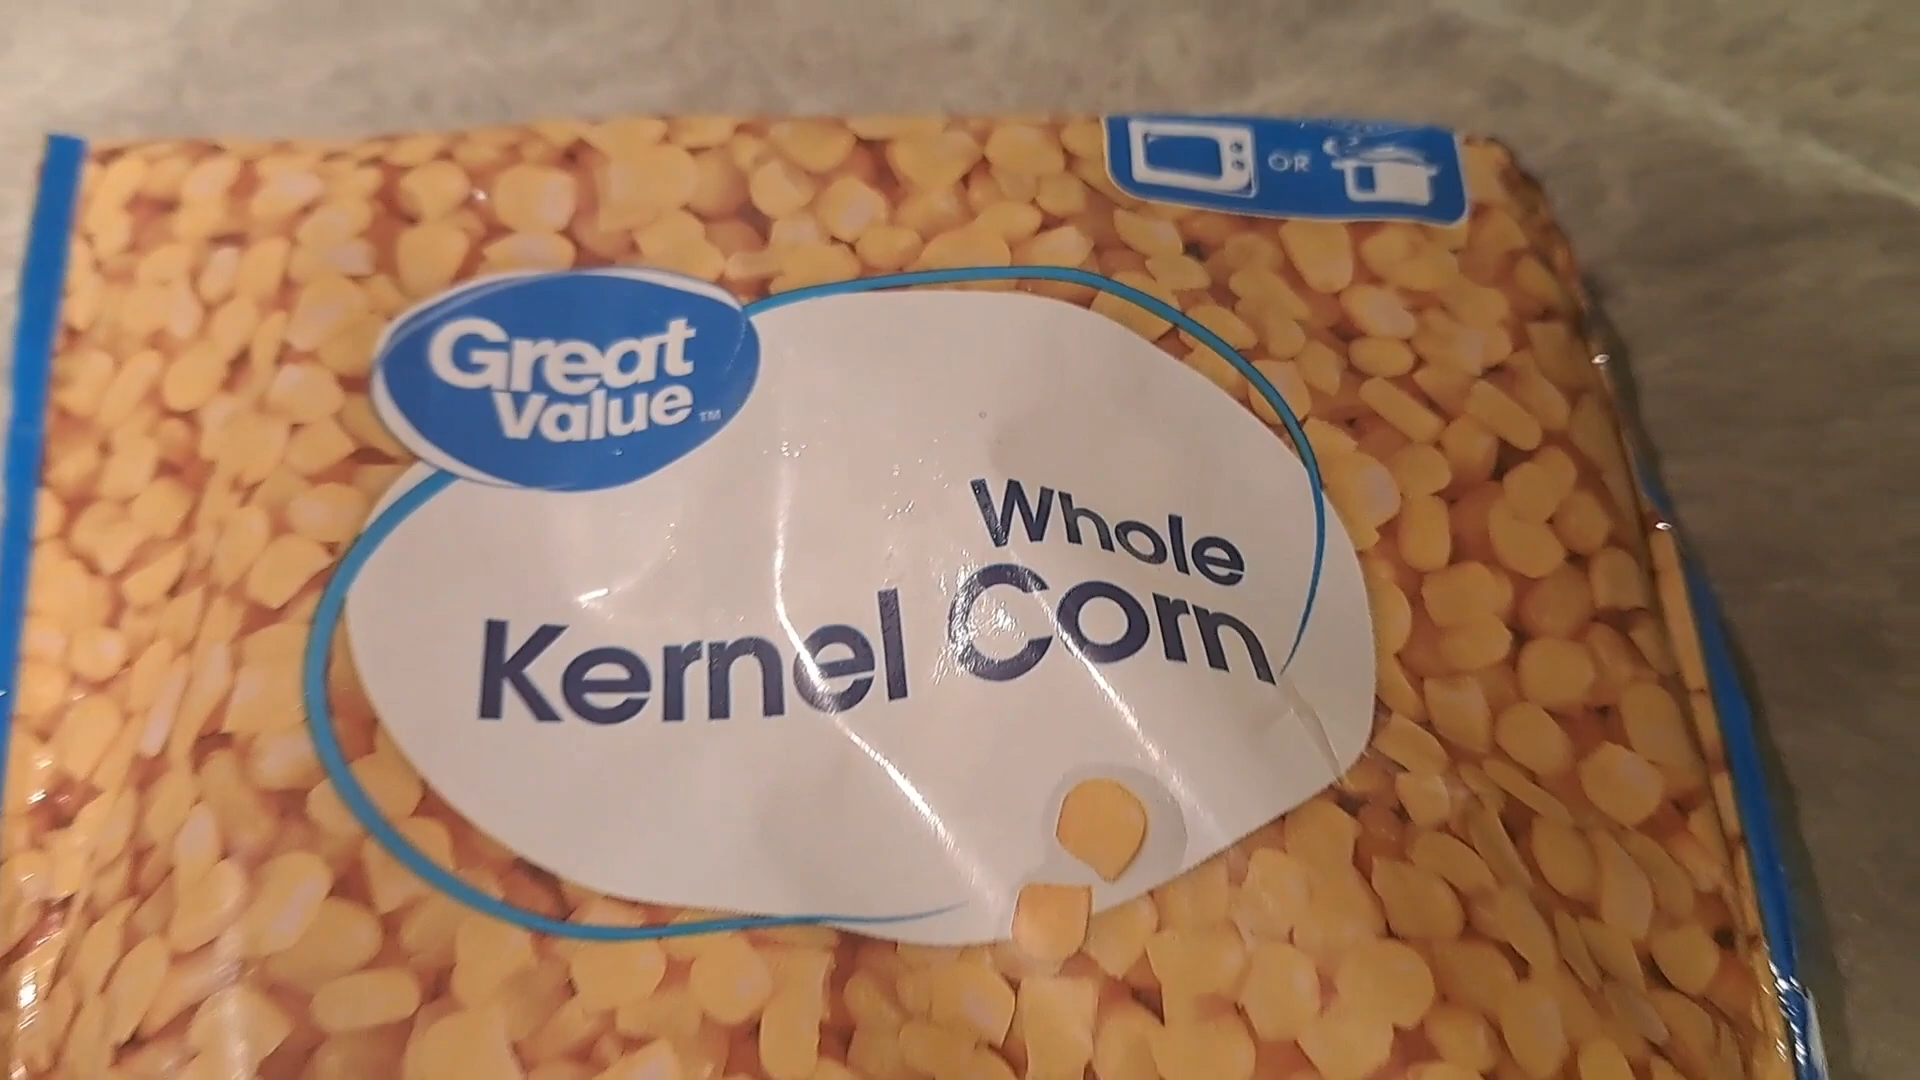 OR
Great
Value™
Whole
Kernel Corn